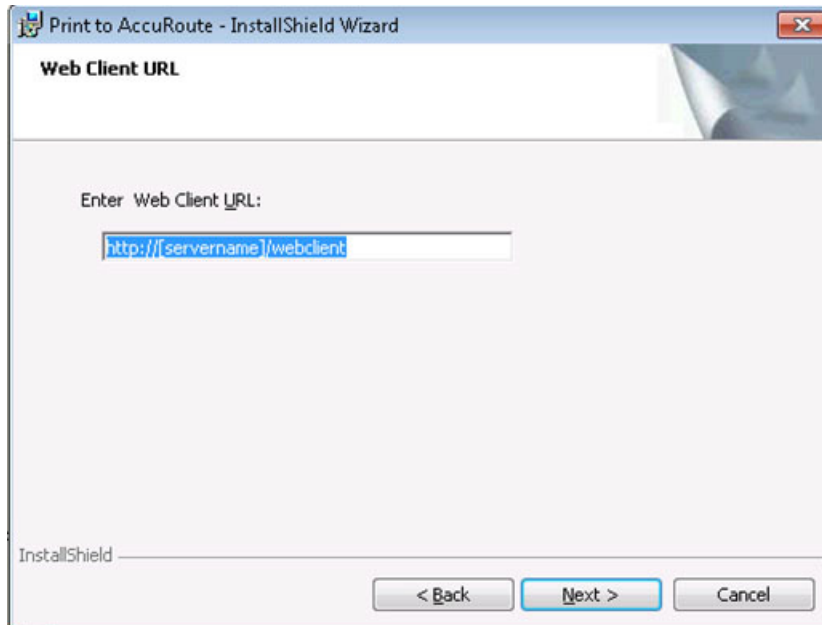 Print to AccuRoute - InstallShield Wizard
Web Client URL
Enter Web Client URL:
http://[servername]/webclient
InstallShield
< Back Next > Cancel